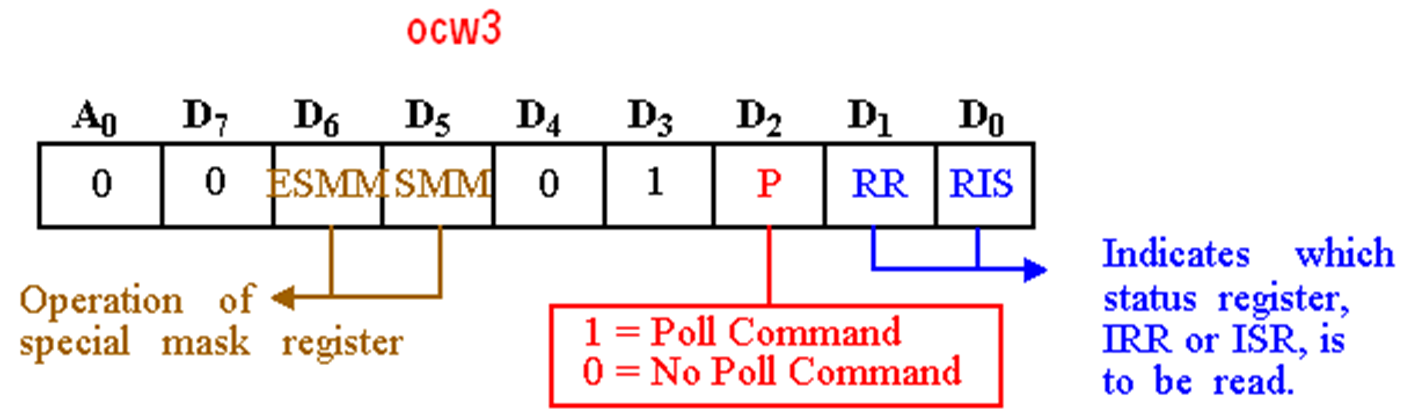 ocw3
A0 D7 D6 D5 D4 D3 D2 D1 D0
0 0 ESMM SMM 0 1 P RR RIS
Operation of
special mask register
1 = Poll Command
0 = No Poll Command
Indicates which
status register,
IRR or ISR, is
to be read.